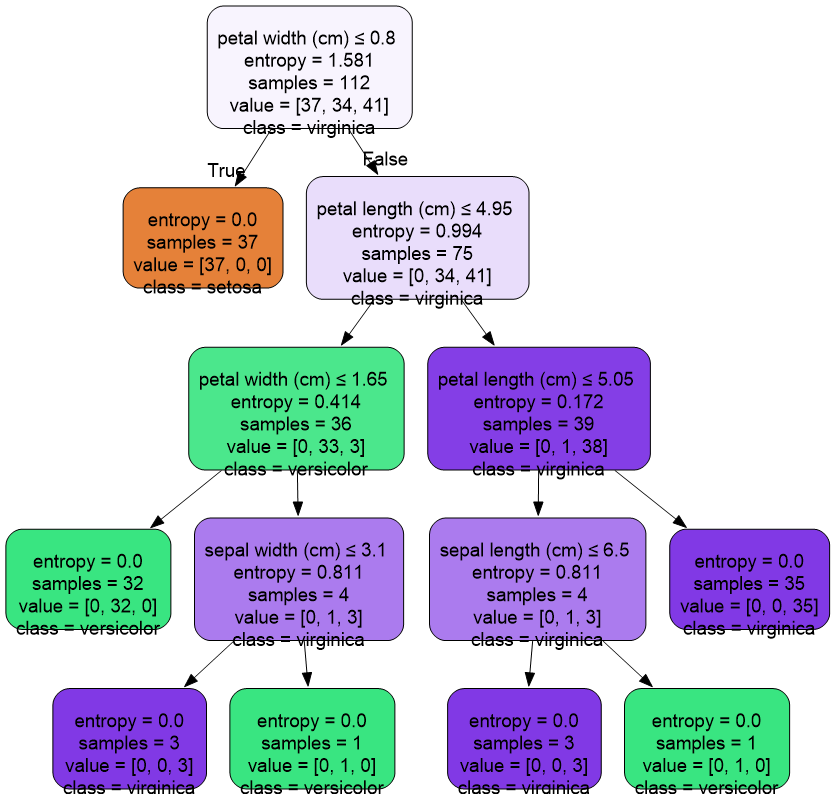 petal width (cm) ≤ 0.8
entropy = 1.581
samples = 112
value = [37, 34, 41]
class = virginica
True
False
entropy = 0.0
samples = 37
value = [37, 0, 0]
class = setosa
petal length (cm) ≤ 4.95
entropy = 0.994
samples = 75
value = [0, 34, 41]
class = virginica
petal width (cm) ≤ 1.65
entropy = 0.414
samples = 36
value = [0, 33, 3]
class = versicolor
petal length (cm) ≤ 5.05
entropy = 0.172
samples = 39
value = [0, 1, 38]
class = virginica
entropy = 0.0
samples = 32
value = [0, 32, 0]
class = versicolor
sepal width (cm) ≤ 3.1
entropy = 0.811
samples = 4
value = [0, 1, 3]
class = virginica
sepal length (cm) ≤ 6.5
entropy = 0.811
samples = 4
value = [0, 1, 3]
class = virginica
entropy = 0.0
samples = 35
value = [0, 0, 35]
class = virginica
entropy = 0.0
samples = 3
value = [0, 0, 3]
class = virginica
entropy = 0.0
samples = 1
value = [0, 1, 0]
class = versicolor
entropy = 0.0
samples = 3
value = [0, 0, 3]
class = virginica
entropy = 0.0
samples = 1
value = [0, 1, 0]
class = versicolor